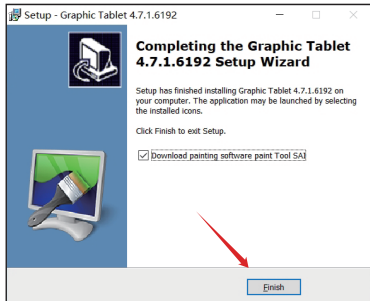 Setup - Graphic Tablet 4.7.1.6192
Completing the Graphic Tablet
4.7.1.6192 Setup Wizard
Setup has finished installing Graphic Tablet 4.7.1.6192 on
your computer. The application may be launched by selecting
the installed icons.
Click Finish to exit Setup.
Download painting software paint Tool SAI
Finish